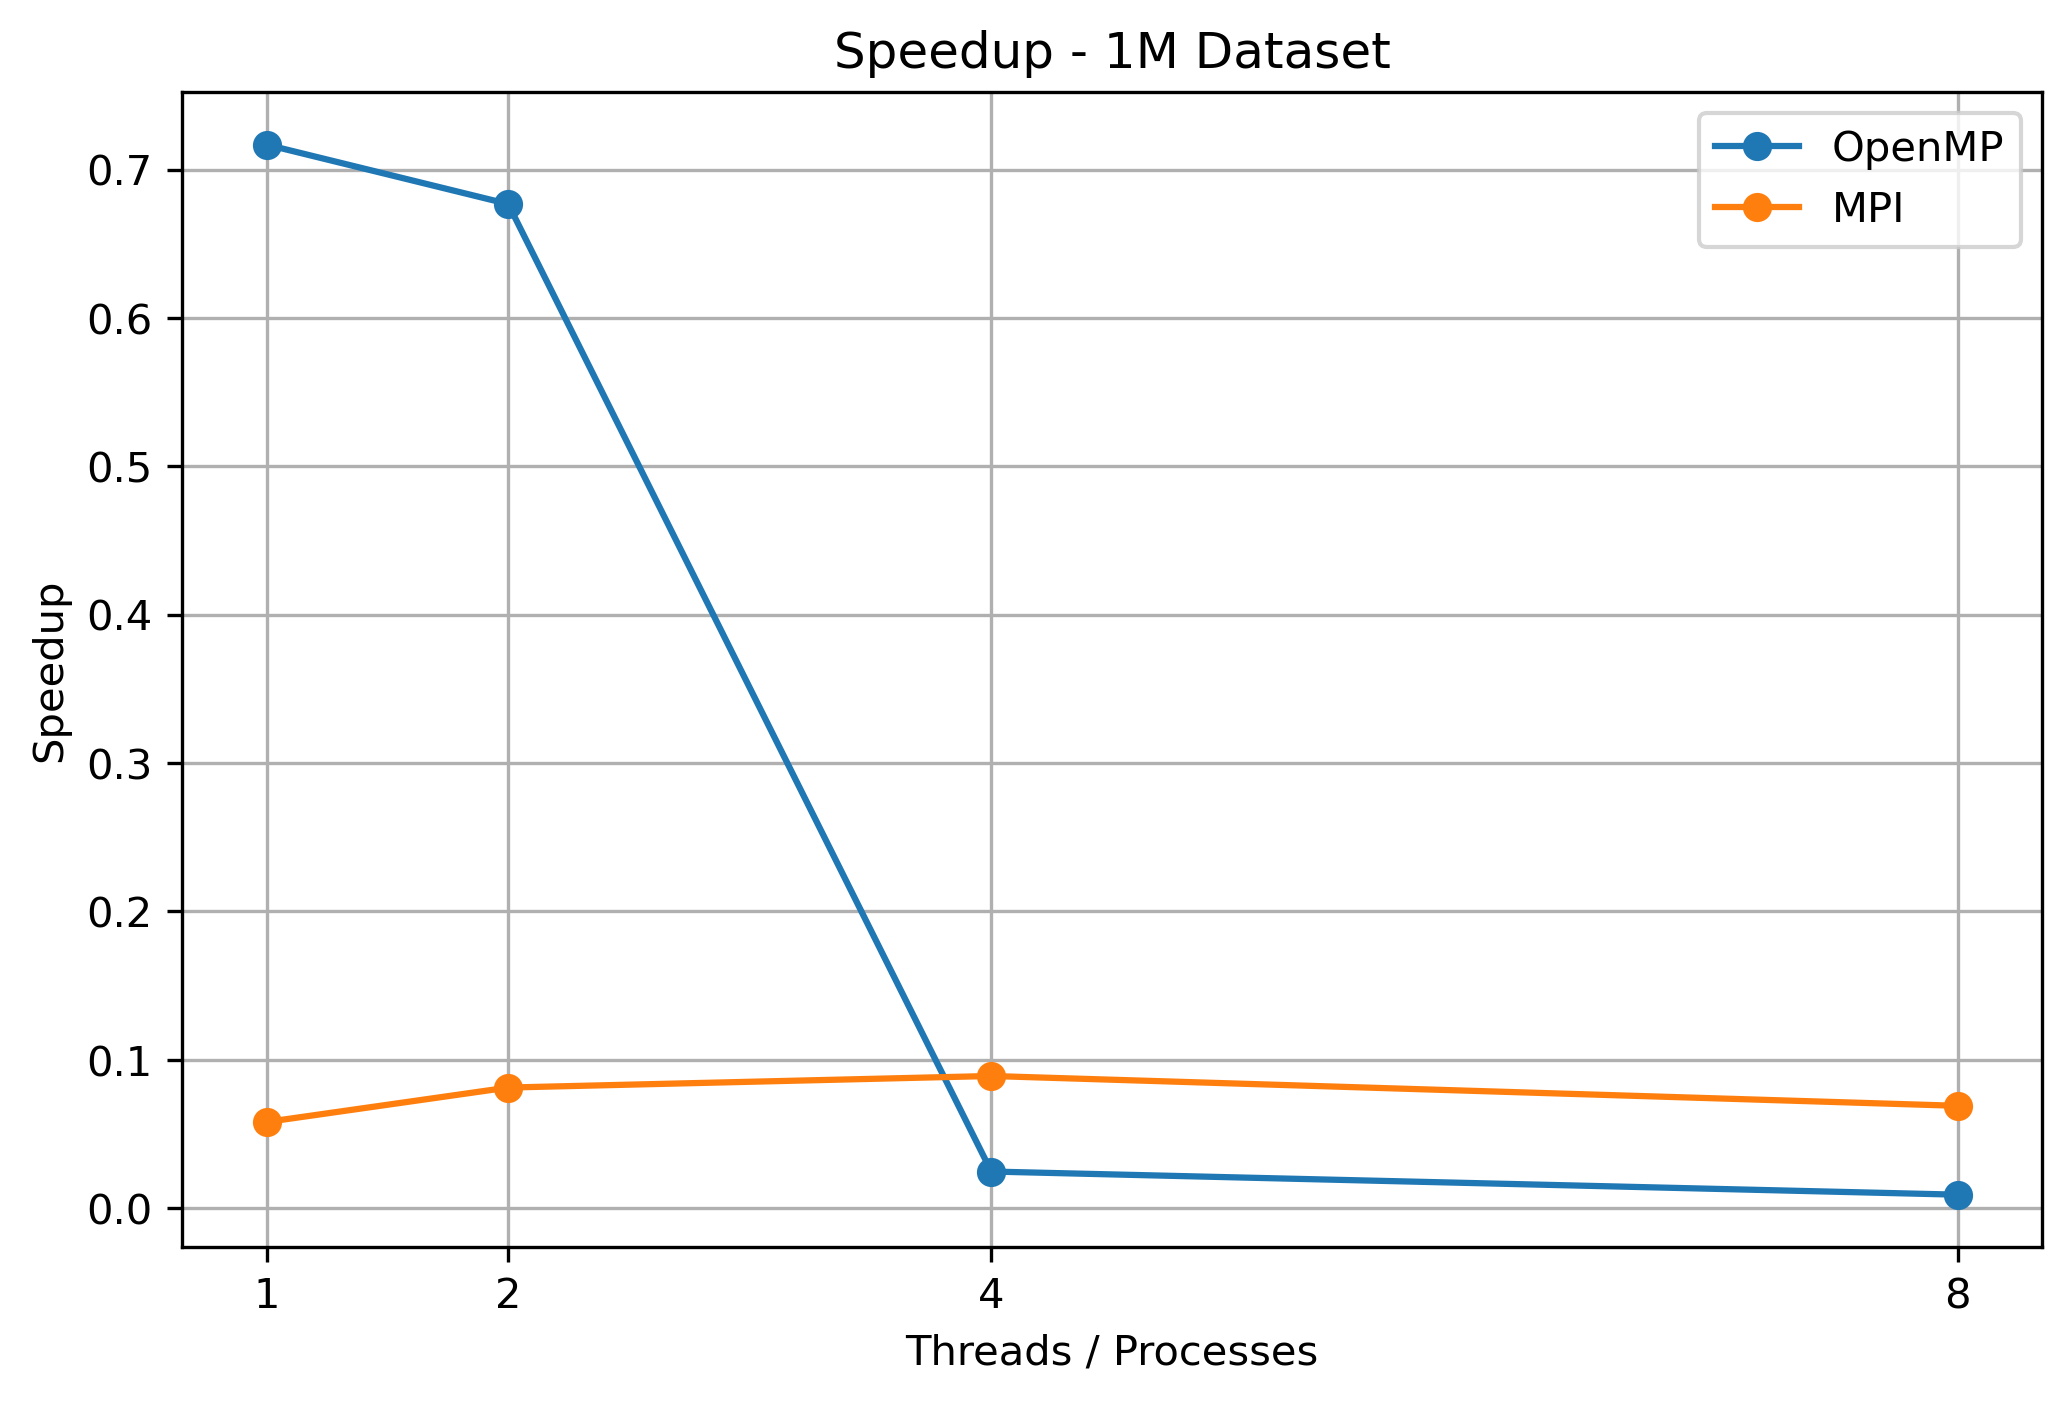 Speedup - 1M Dataset
OpenMP
MPI
Speedup
0.7
0.6
0.5
0.4
0.3
0.2
0.1
0.0
1 2 4 8
Threads / Processes